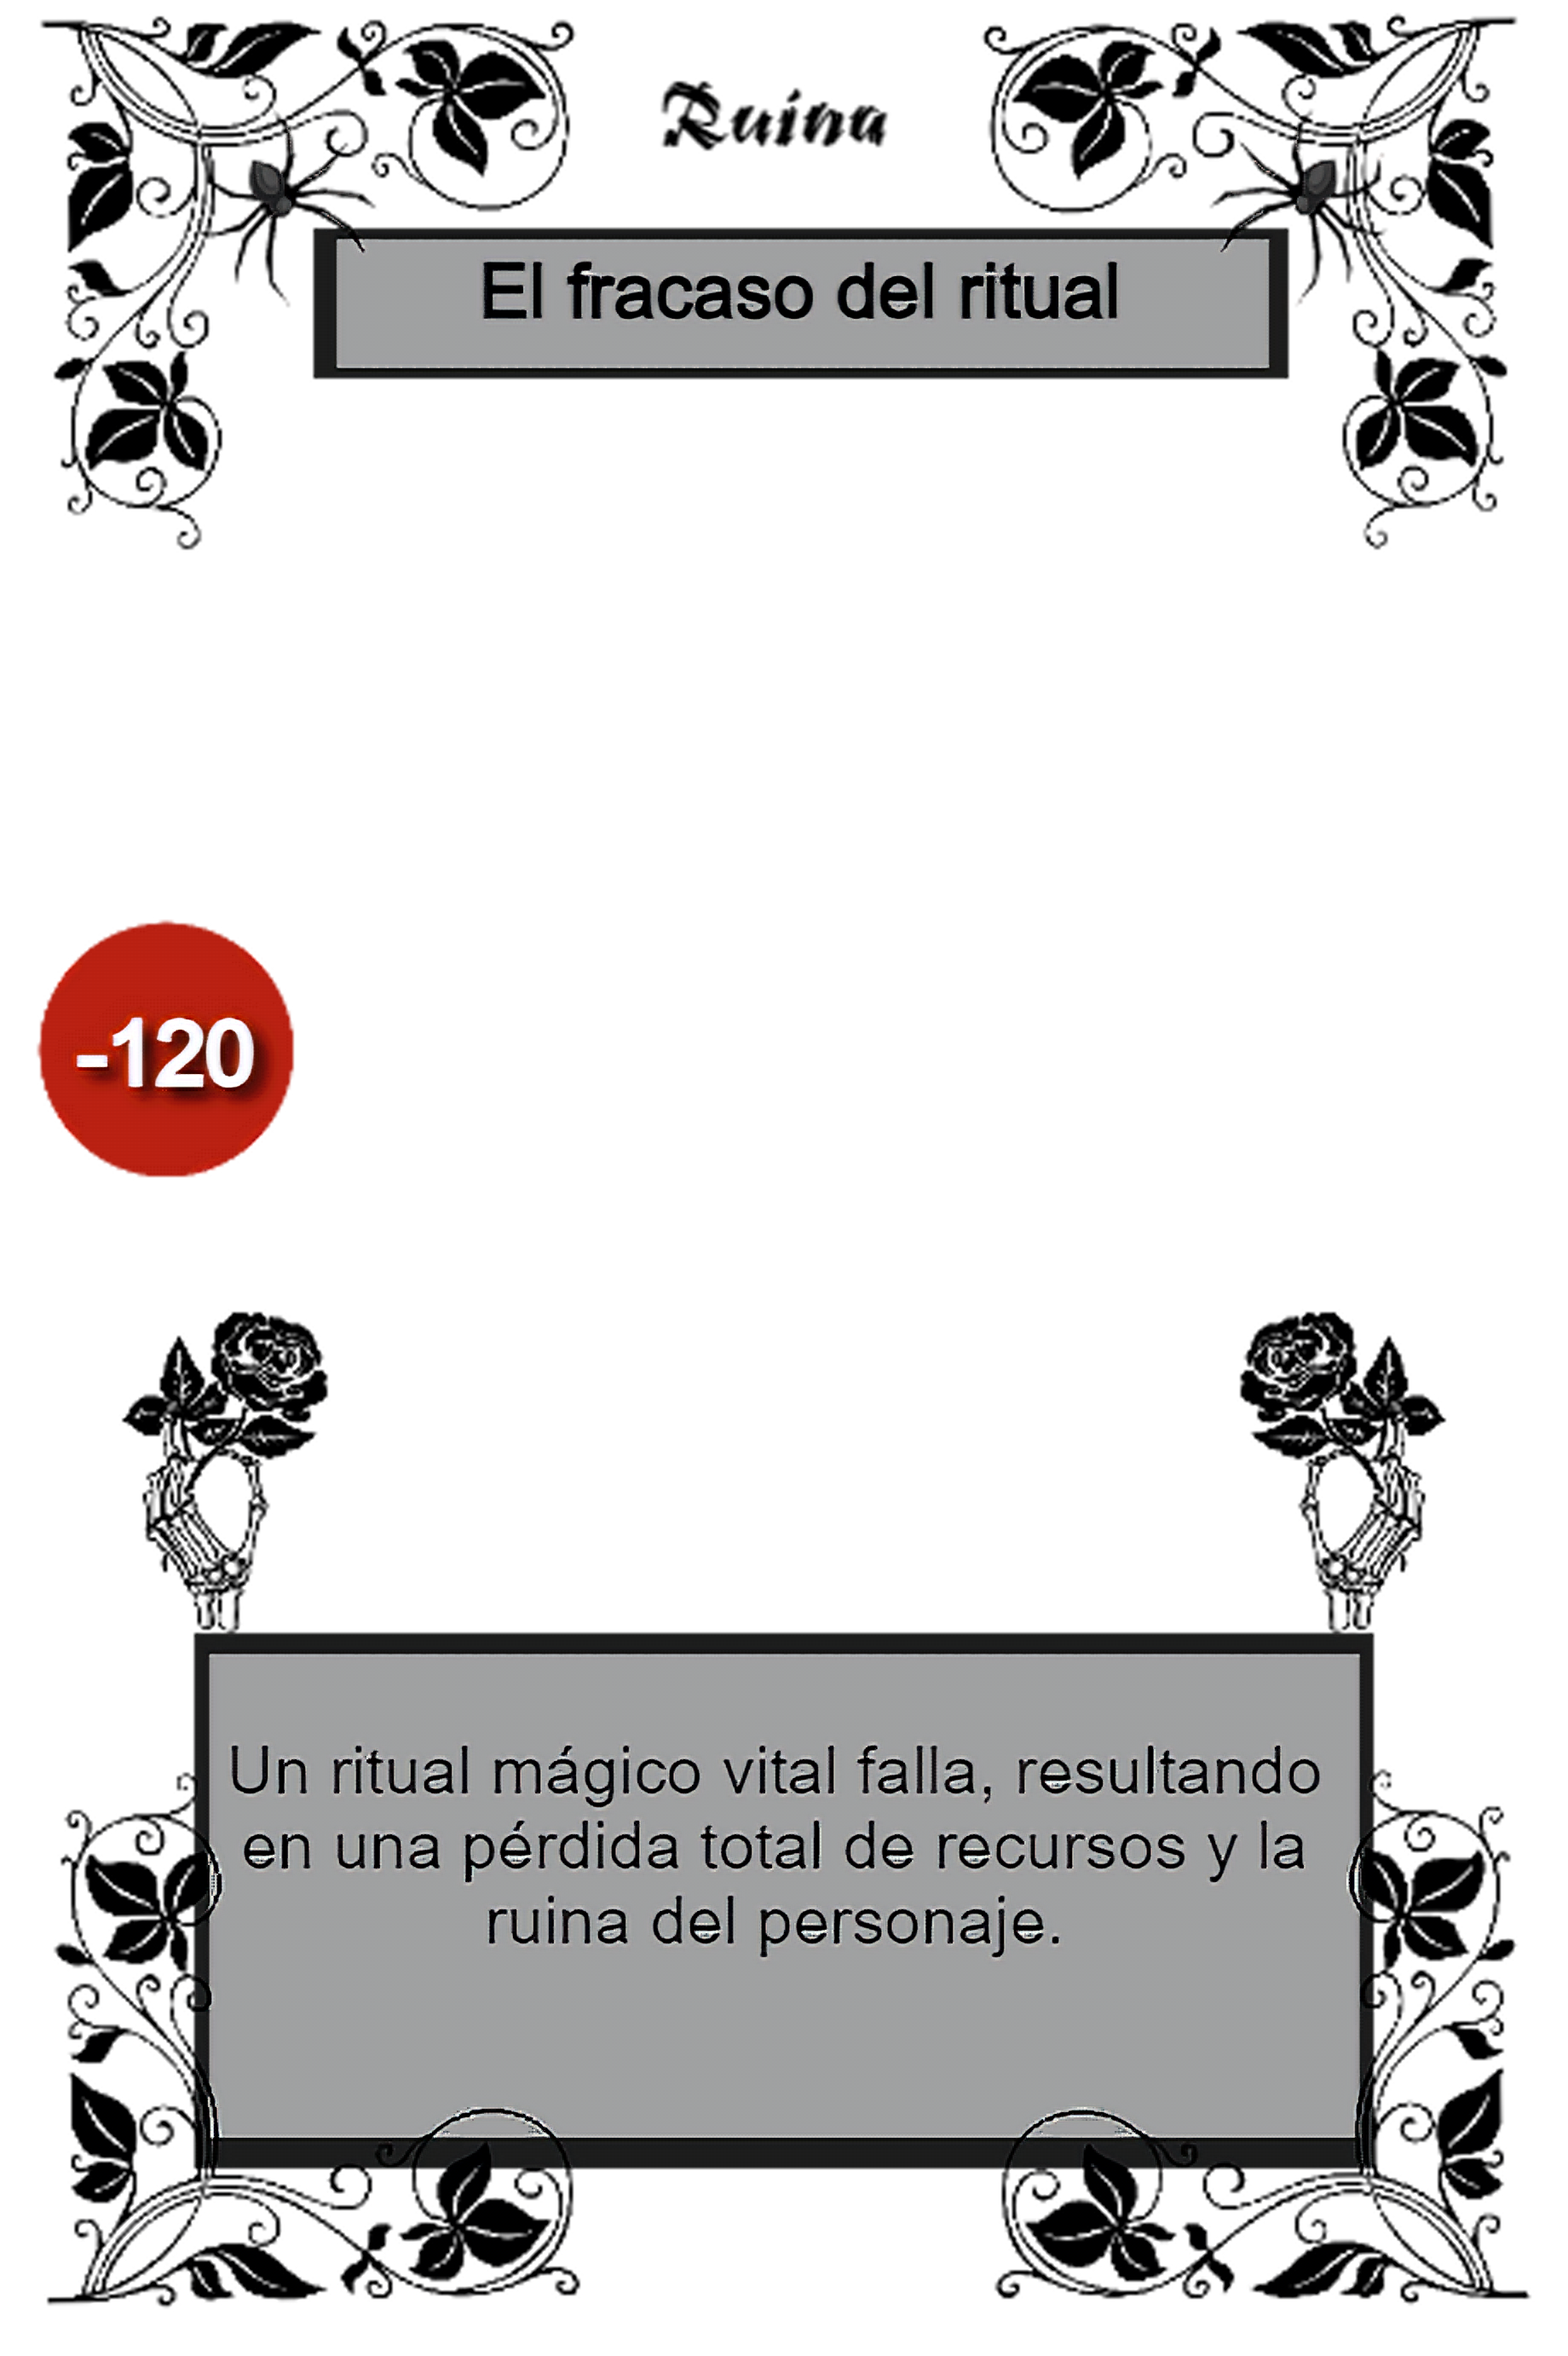 Ruina
El fracaso del ritual
-120
Un ritual mágico vital falla, resultando
en una pérdida total de recursos y la
ruina del personaje.